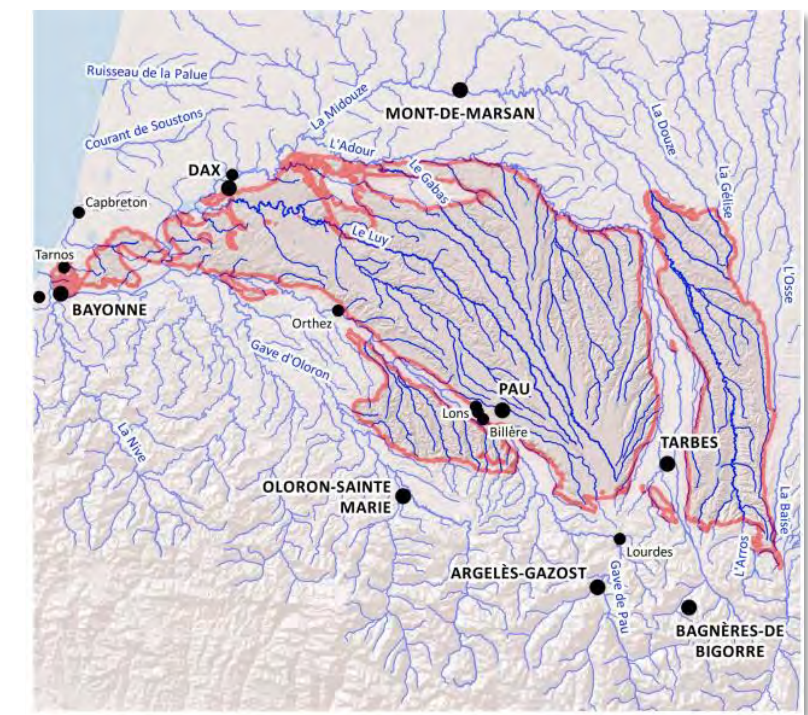 Ruisseau de la Palue
La Midouze
MONT-DE-MARSAN
La Douze
Courant de Soustons
L'Adour
DAX
Le Gabas
La Gélise
Capbreton
Le Luy
L'Osse
Tarnos
BAYONNE
Orthez
Gave d'Oloron
PAU
Lons
Billère
La Nive
TARBES
OLORON-SAINTE
MARIE
La Baïse
Lourdes
L'Arros
ARGELÈS-GAZOST
Gave de Pau
BAGNÈRES-DE
BIGORRE